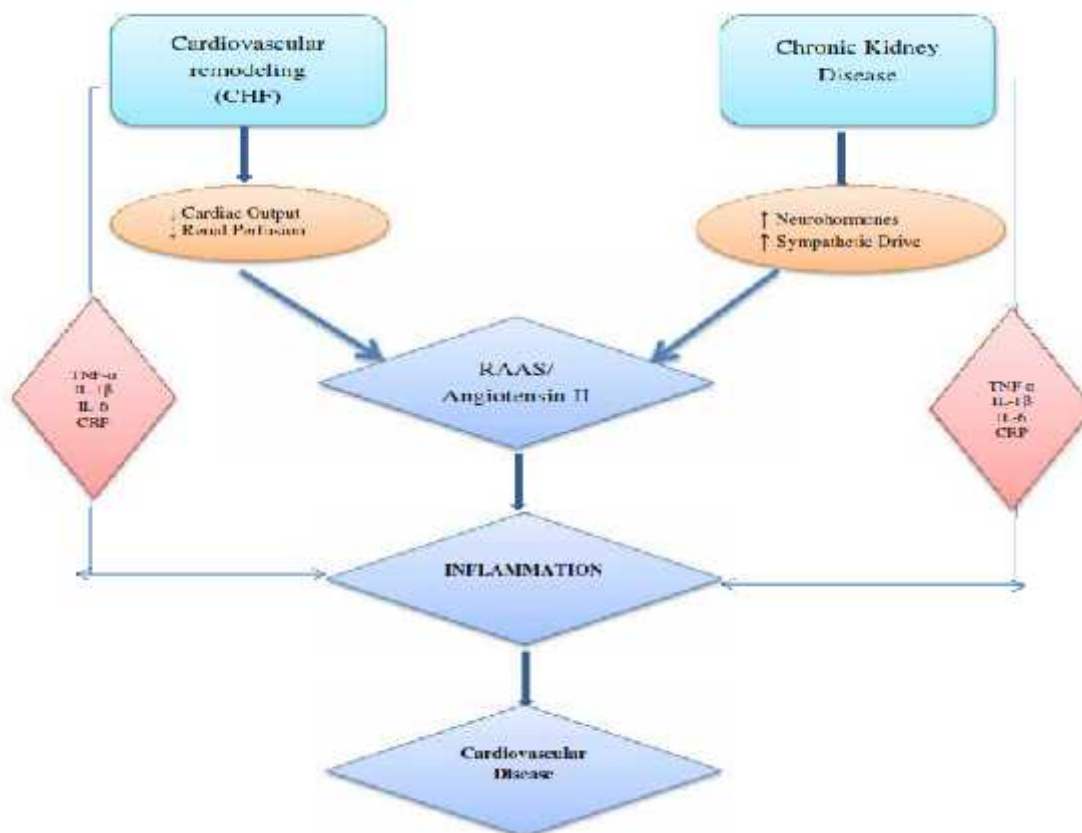 Cardiovascular
remodeling
(CHF)
Chronic Kidney
Disease
↓ Cardiac Output
↓ Renal Perfusion
↑ Neurohormones
↑ Sympathetic Drive
RAAS/
Angiotensin II
TNF-α
IL-1β
IL-6
CRP
TNF-α
IL-1β
IL-6
CRP
INFLAMMATION
Cardiovascular
Disease